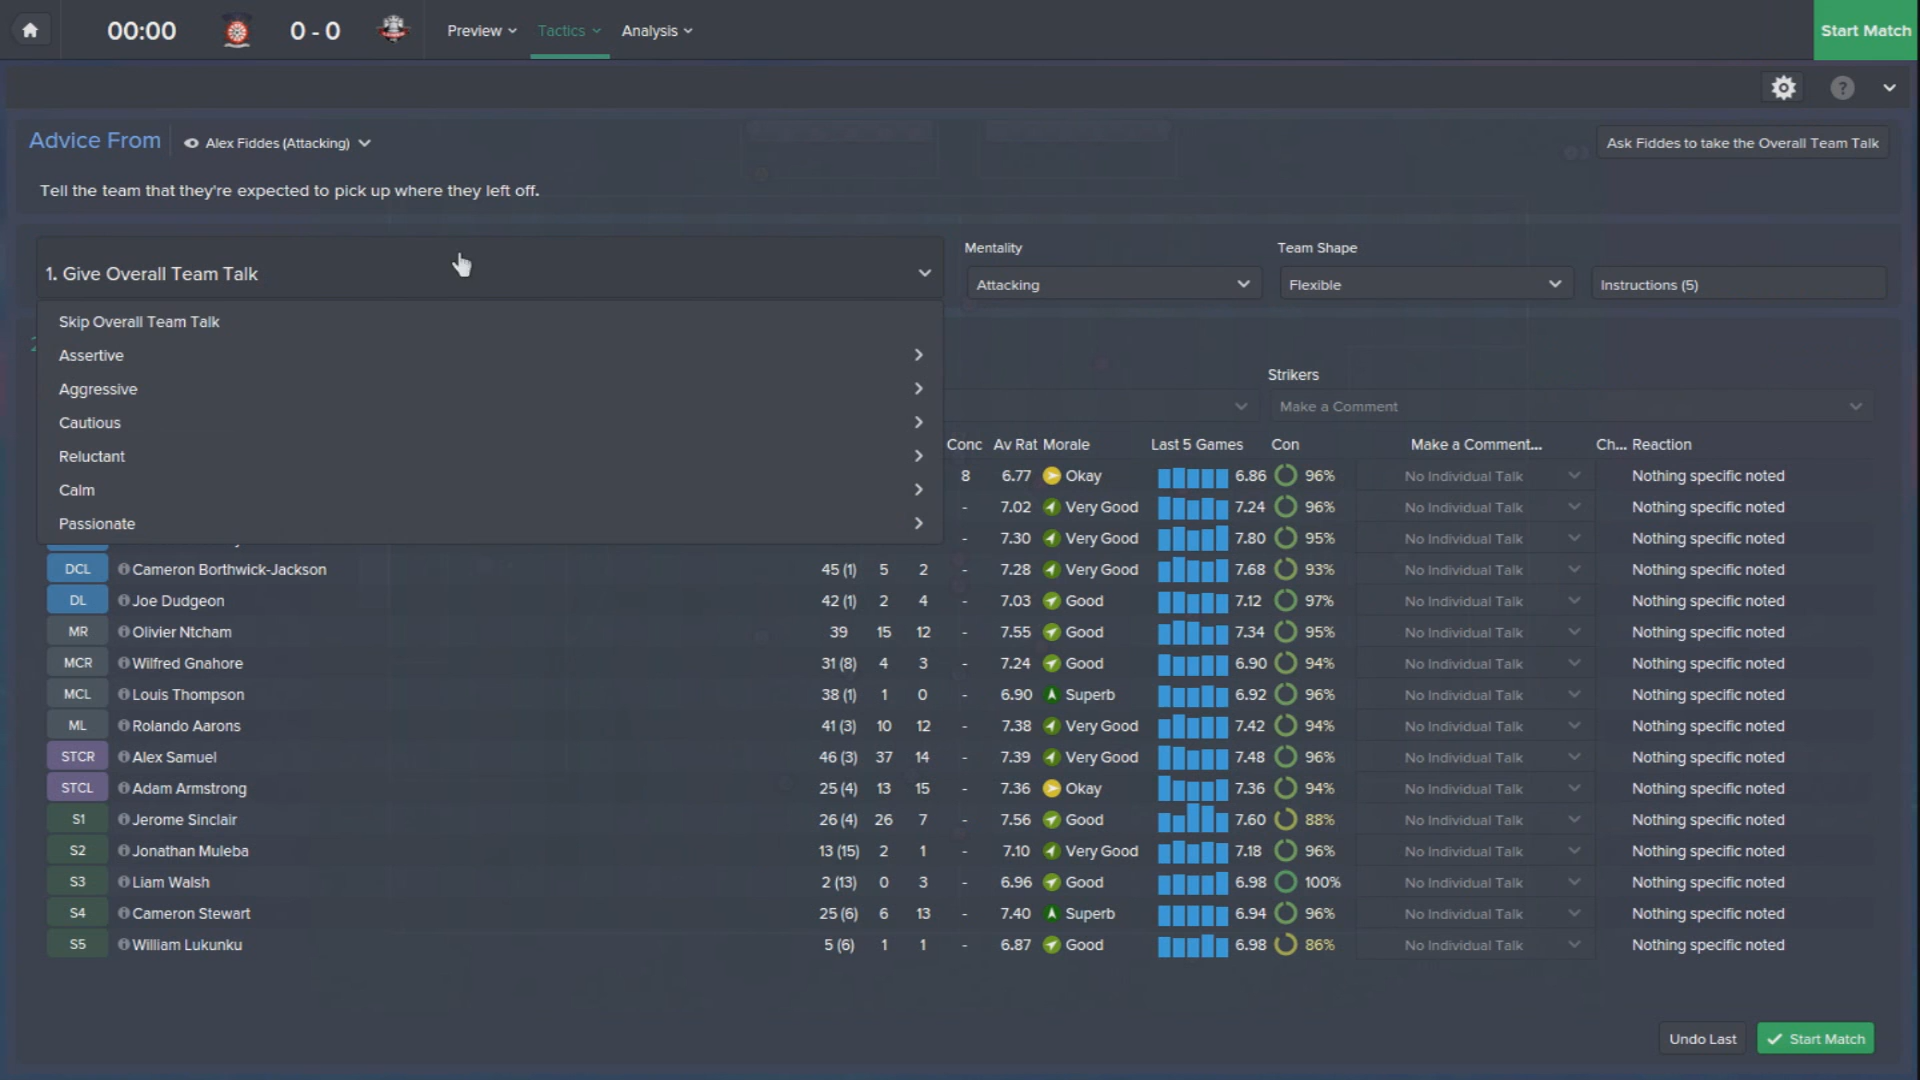 00:00 0 - 0 Preview Tactics Analysis Start Match
?
Advice From Alex Fiddes (Attacking) Ask Fiddes to take the Overall Team Talk
Tell the team that they're expected to pick up where they left off.
Mentality Team Shape
1. Give Overall Team Talk Attacking Flexible Instructions (5)
Skip Overall Team Talk
Assertive
Strikers
Aggressive Make a Comment
Cautious
Conc Av Rat Morale Last 5 Games Con Make a Comment... Ch... Reaction
Reluctant
8 6.77 Okay 6.86 96% No Individual Talk Nothing specific noted
Calm
- 7.02 Very Good 7.24 96% No Individual Talk Nothing specific noted
Passionate
- 7.30 Very Good 7.80 95% No Individual Talk Nothing specific noted
DCL Cameron Borthwick-Jackson 45 (1) 5 2 - 7.28 Very Good 7.68 93% No Individual Talk Nothing specific noted
DL Joe Dudgeon 42 (1) 2 4 - 7.03 Good 7.12 97% No Individual Talk Nothing specific noted
MR Olivier Ntcham 39 15 12 - 7.55 Good 7.34 95% No Individual Talk Nothing specific noted
MCR Wilfred Gnahore 31 (8) 4 3 - 7.24 Good 6.90 94% No Individual Talk Nothing specific noted
MCL Louis Thompson 38 (1) 1 0 - 6.90 Superb 6.92 96% No Individual Talk Nothing specific noted
ML Rolando Aarons 41 (3) 10 12 - 7.38 Very Good 7.42 94% No Individual Talk Nothing specific noted
STCR Alex Samuel 46 (3) 37 14 - 7.39 Very Good 7.48 96% No Individual Talk Nothing specific noted
STCL Adam Armstrong 25 (4) 13 15 - 7.36 Okay 7.36 94% No Individual Talk Nothing specific noted
S1 Jerome Sinclair 26 (4) 26 7 - 7.56 Good 7.60 88% No Individual Talk Nothing specific noted
S2 Jonathan Muleba 13 (15) 2 1 - 7.10 Very Good 7.18 96% No Individual Talk Nothing specific noted
S3 Liam Walsh 2 (13) 0 3 - 6.96 Good 6.98 100% No Individual Talk Nothing specific noted
S4 Cameron Stewart 25 (6) 6 13 - 7.40 Superb 6.94 96% No Individual Talk Nothing specific noted
S5 William Lukunku 5 (6) 1 1 - 6.87 Good 6.98 86% No Individual Talk Nothing specific noted
Undo Last Start Match